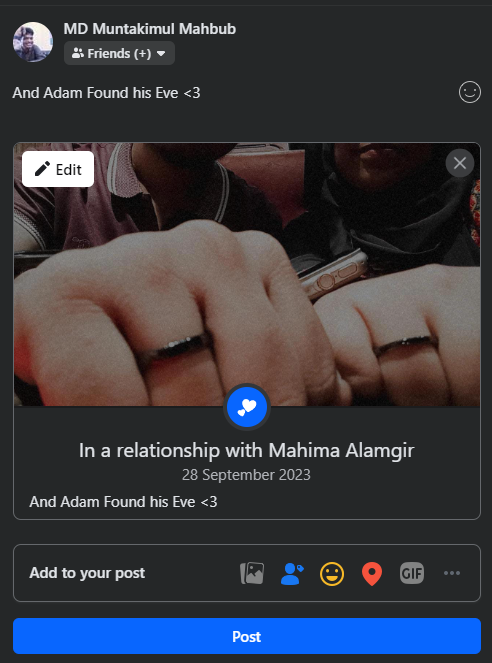 MD Muntakimul Mahbub
Friends (+)
And Adam Found his Eve <3
Edit
In a relationship with Mahima Alamgir
28 September 2023
And Adam Found his Eve <3
Add to your post
GIF
Post